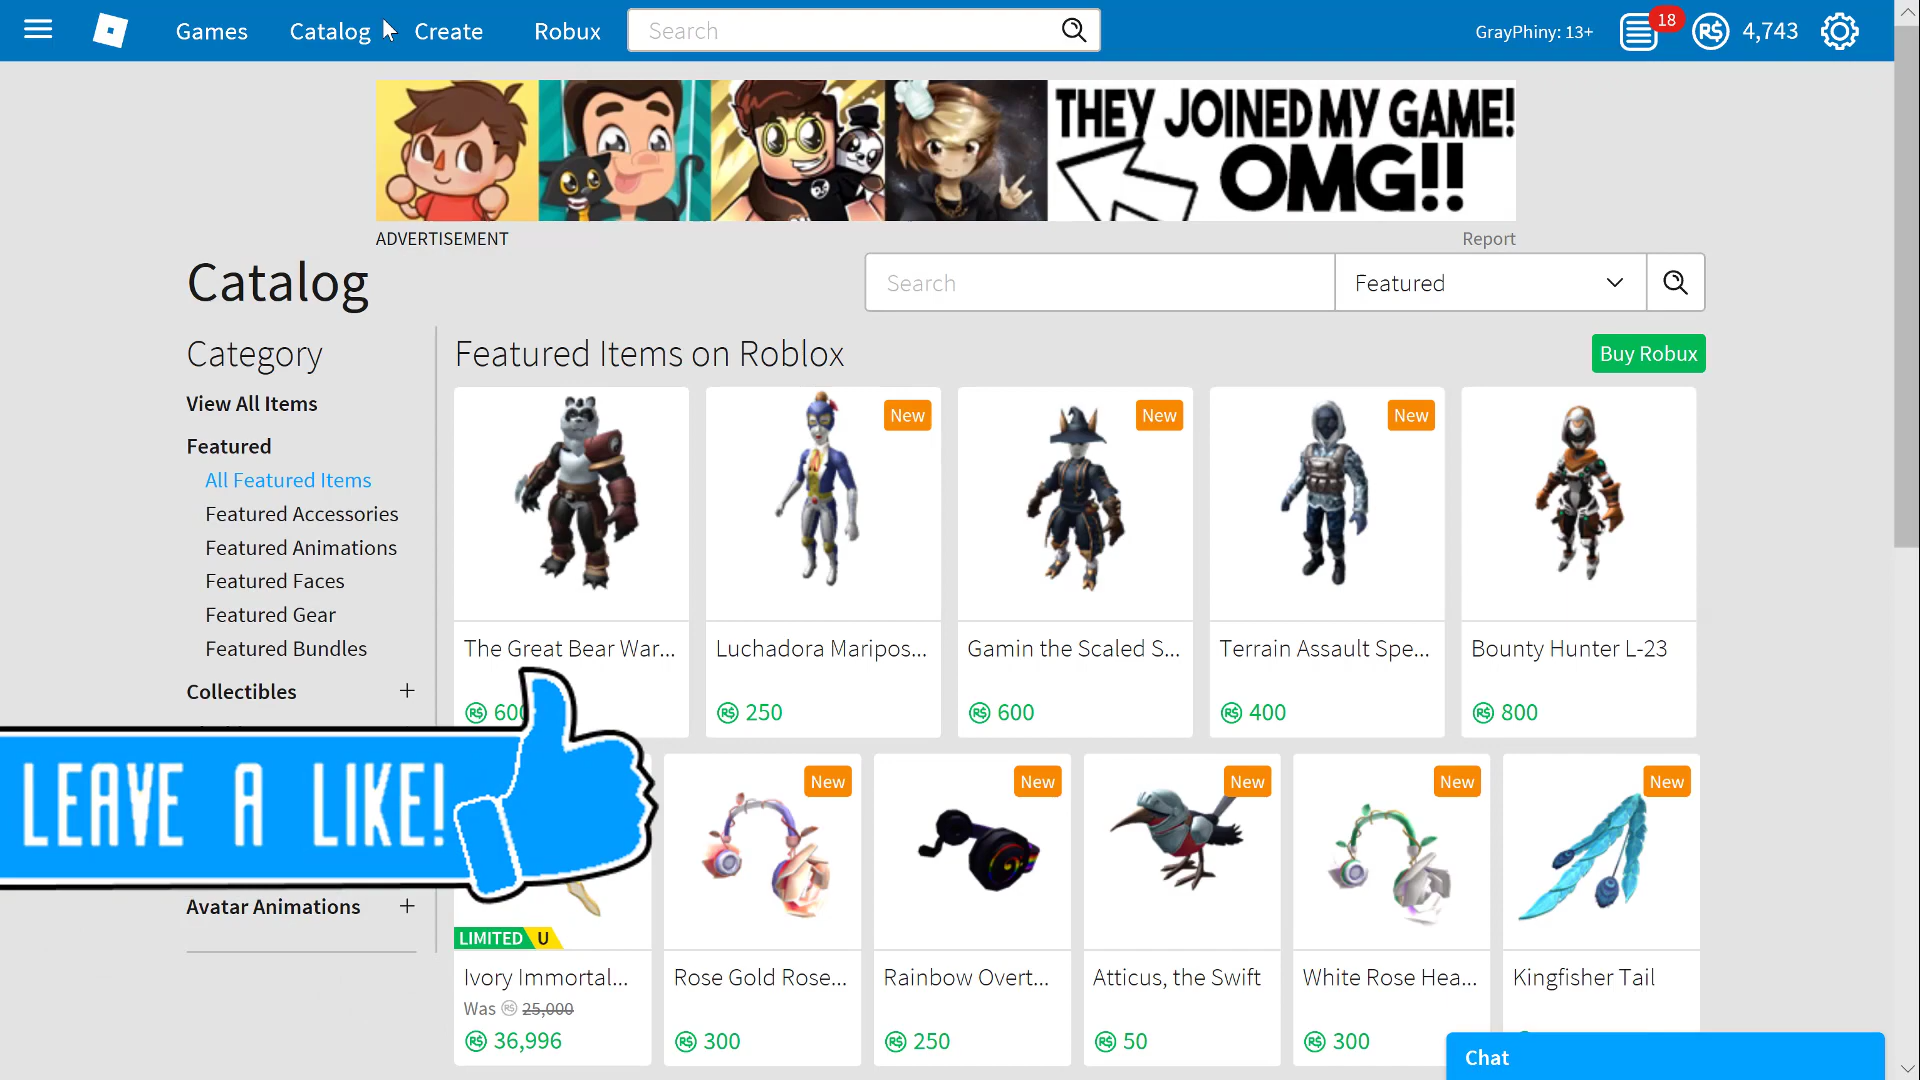 Games
Catalog
Create
Robux
Search
GrayPhiny: 13+
18
4,743
THEY JOINED MY GAME!
OMG!!
ADVERTISEMENT
Report
Catalog
Search
Featured
Category
Featured Items on Roblox
Buy Robux
View All Items
Featured
All Featured Items
Featured Accessories
Featured Animations
Featured Faces
Featured Gear
Featured Bundles
Collectibles +
New
New
New
The Great Bear War...
Luchadora Maripos...
Gamin the Scaled S...
Terrain Assault Spe...
Bounty Hunter L-23
R$ 600
R$ 250
R$ 600
R$ 400
R$ 800
LEAVE A LIKE!
Avatar Animations +
New
New
New
New
New
LIMITED U
Ivory Immortal...
Rose Gold Rose...
Rainbow Overt...
Atticus, the Swift
White Rose Hea...
Kingfisher Tail
Was R$ 25,000
R$ 36,996
R$ 300
R$ 250
R$ 50
R$ 300
Chat